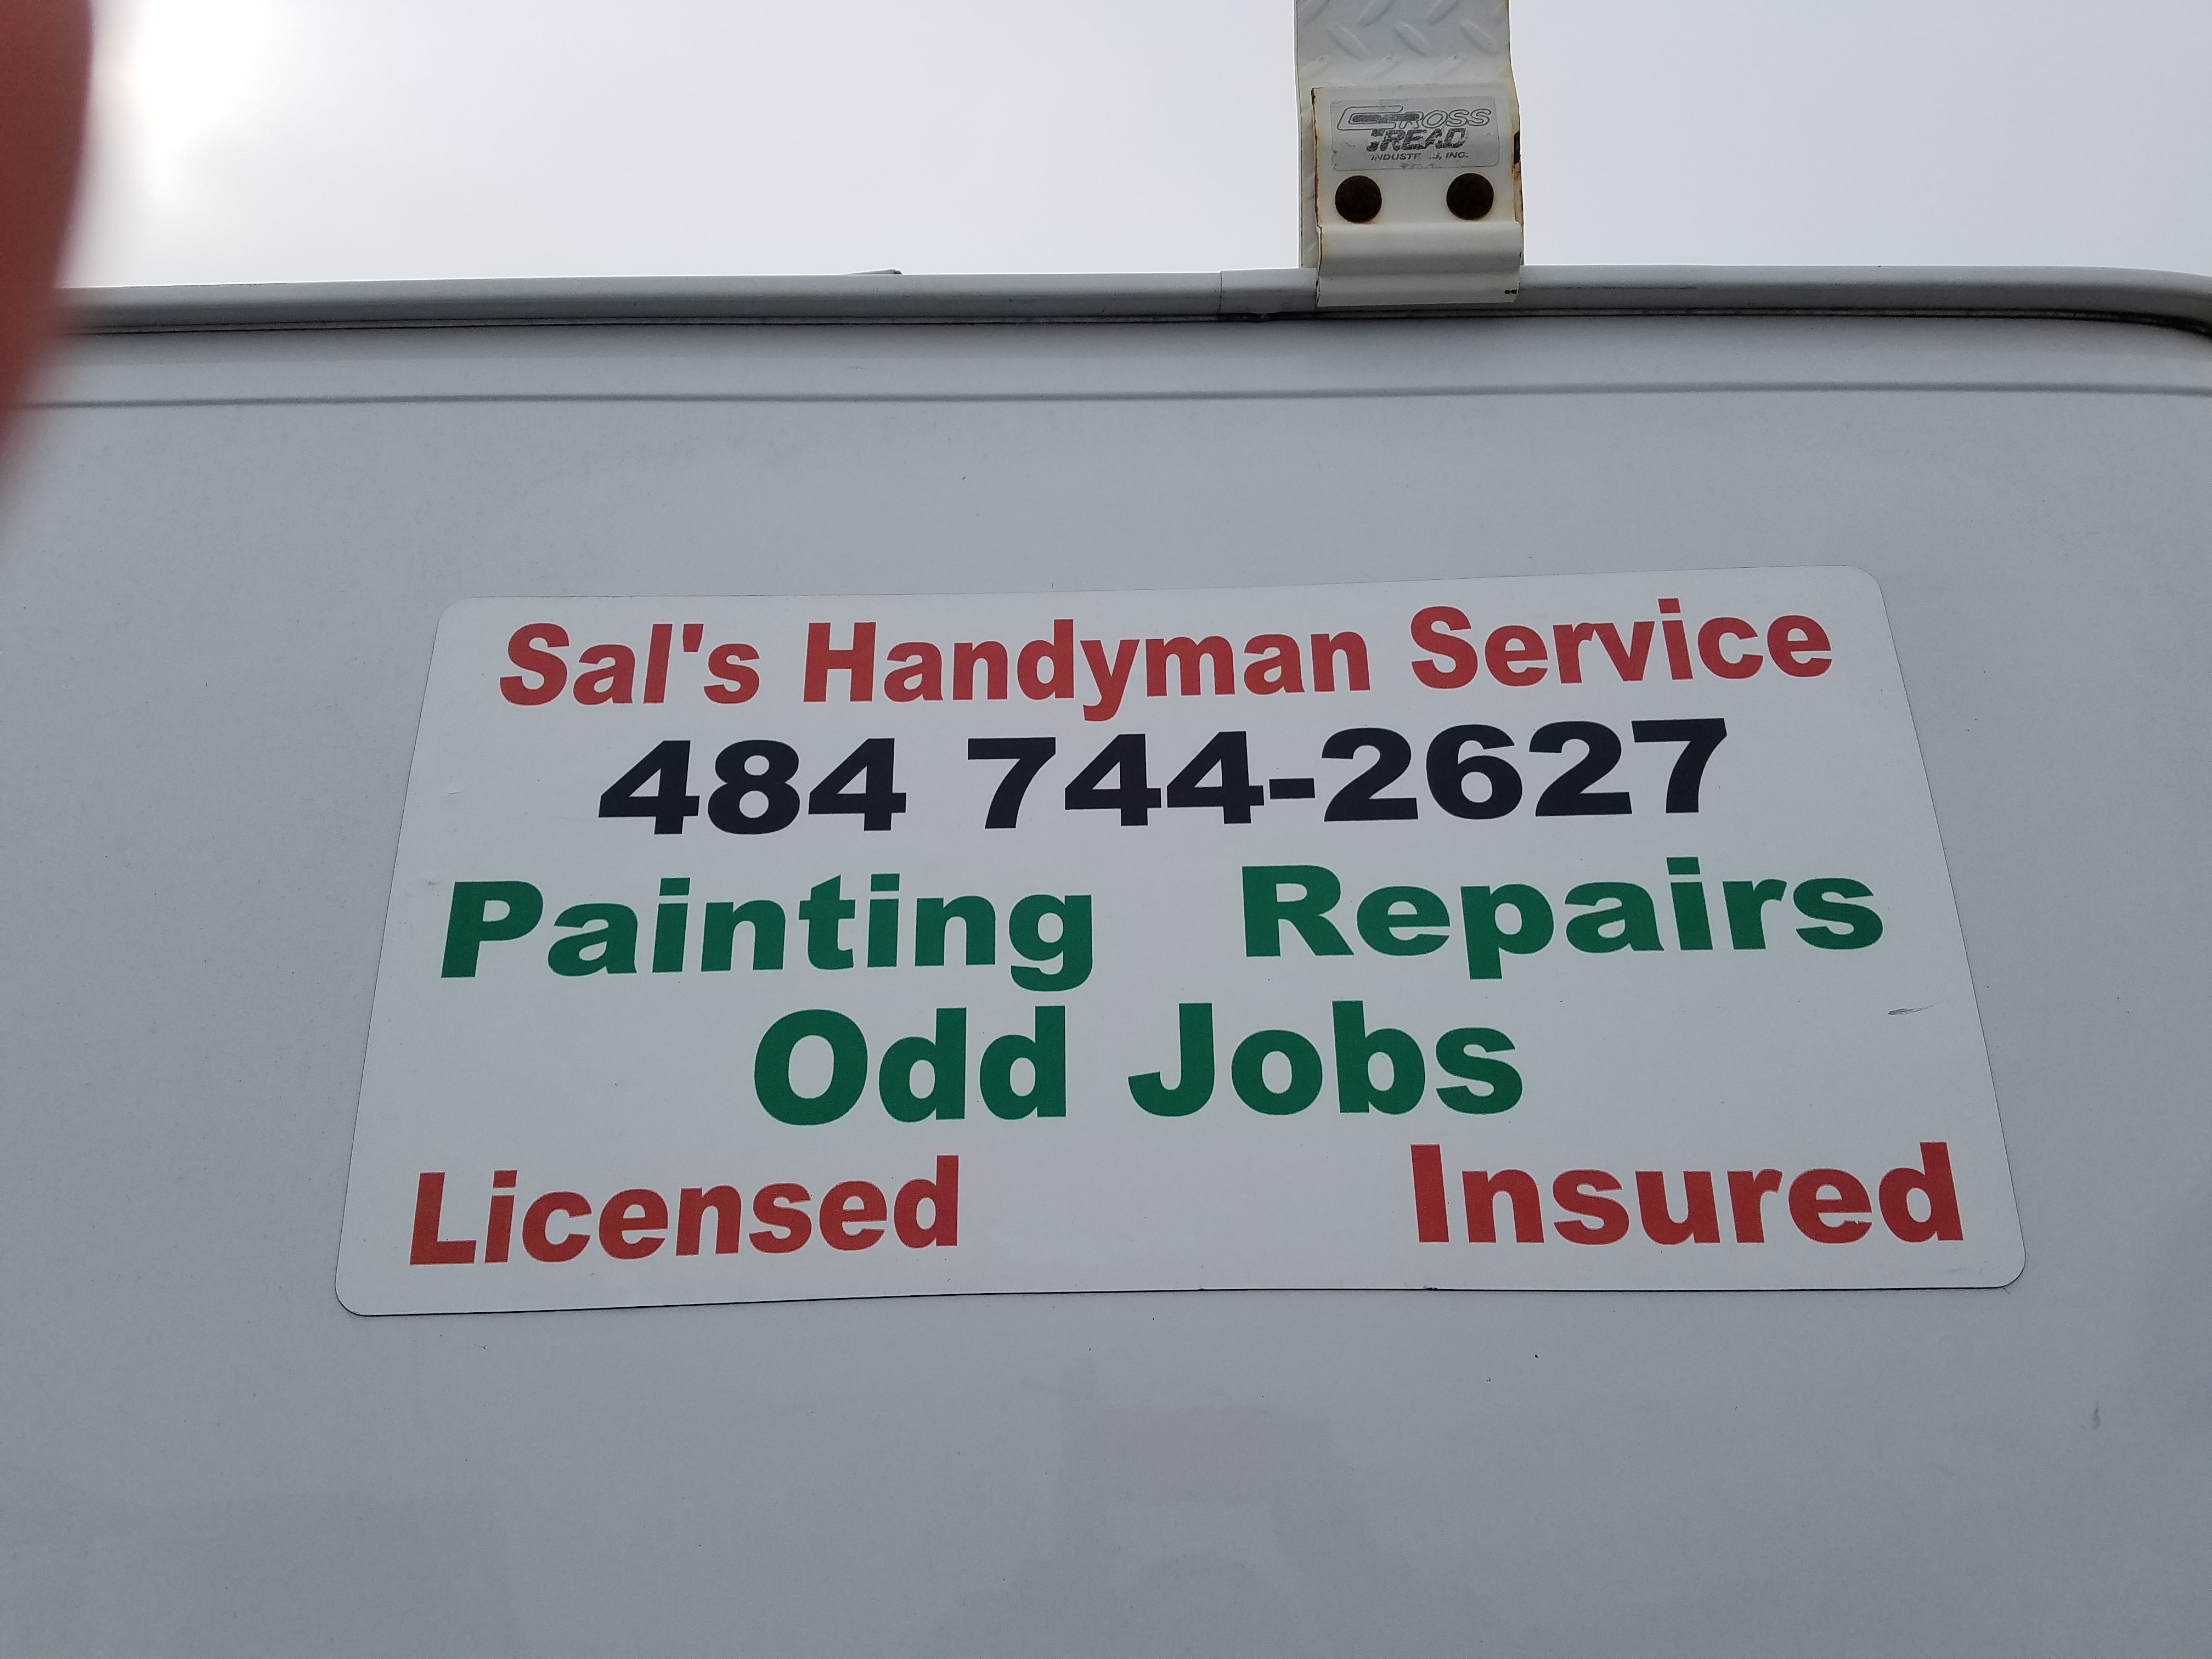 CROSS
TREAD
Sal's Handyman Service
484 744-2627
Painting Repairs
Odd Jobs
Licensed Insured